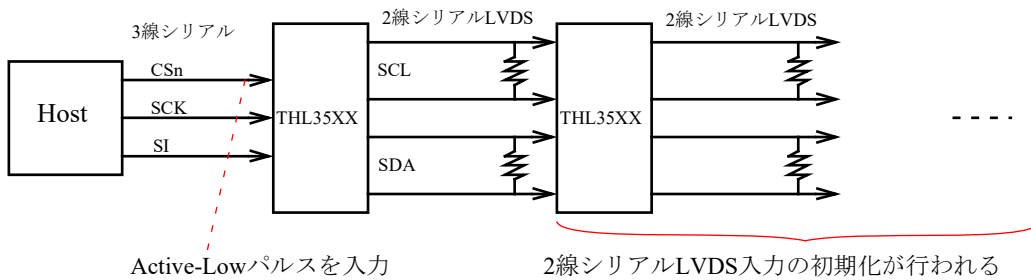 3線シリアル
2線シリアルLVDS
2線シリアルLVDS
CSn
SCK
SI
Host
THL35XX
SCL
SDA
THL35XX
Active-Lowパルスを入力
2線シリアルLVDS入力の初期化が行われる